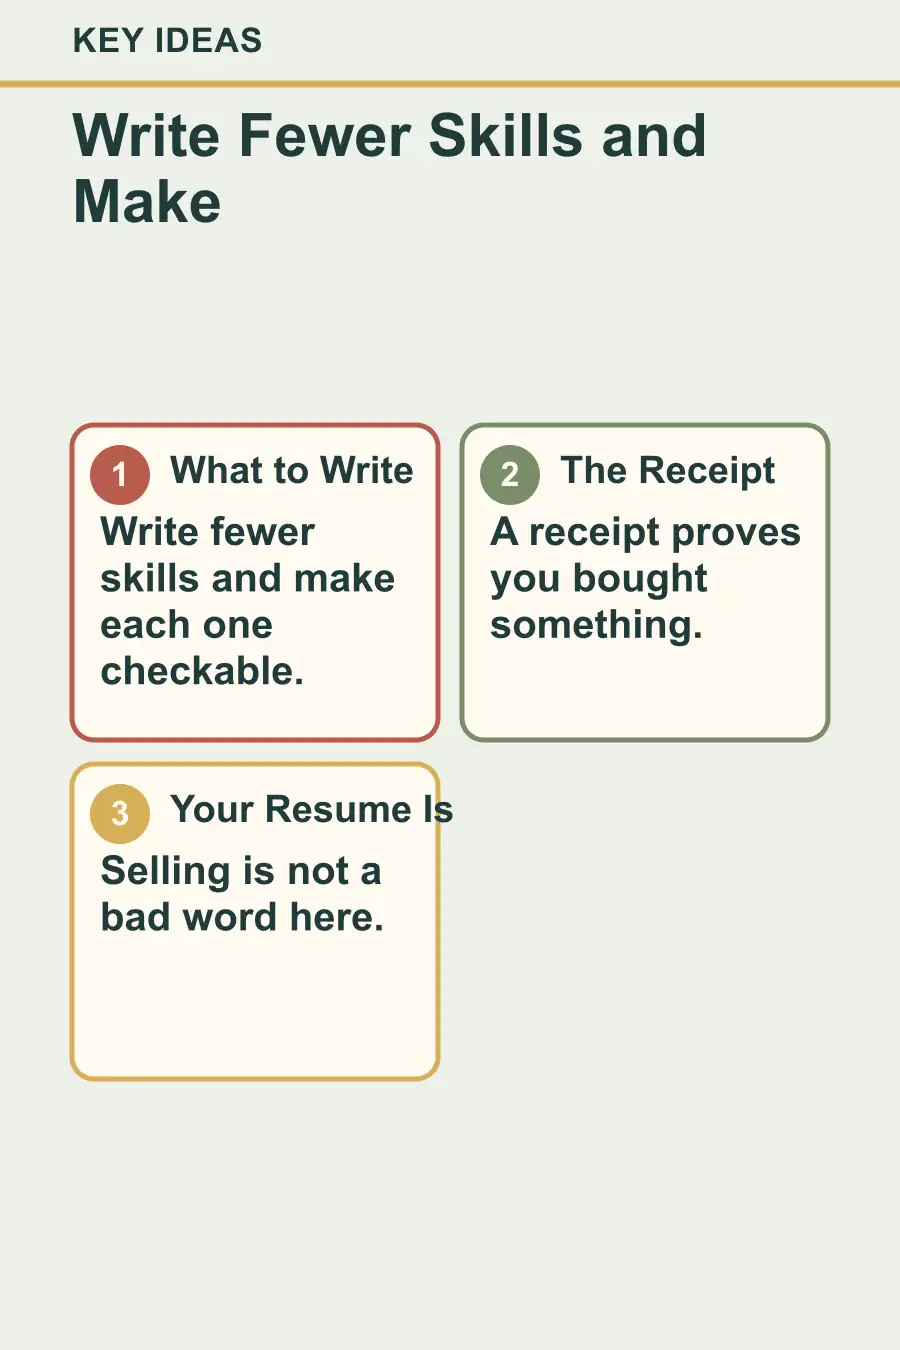 KEY IDEAS
Write Fewer Skills and
Make
1 What to Write
Write fewer
skills and make
each one
checkable.
2 The Receipt
A receipt proves
you bought
something.
3 Your Resume Is
Selling is not a
bad word here.